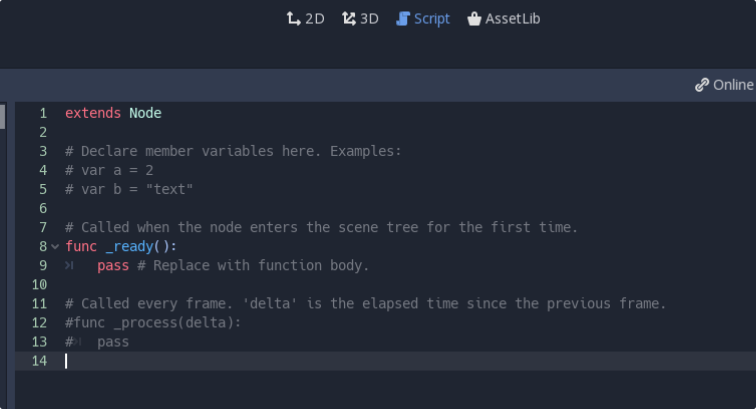 2D 3D Script AssetLib
Online
1 extends Node
2
3 # Declare member variables here. Examples:
4 # var a = 2
5 # var b = "text"
6
7 # Called when the node enters the scene tree for the first time.
8 func _ready():
9 pass # Replace with function body.
10
11 # Called every frame. 'delta' is the elapsed time since the previous frame.
12 #func _process(delta):
13 # pass
14